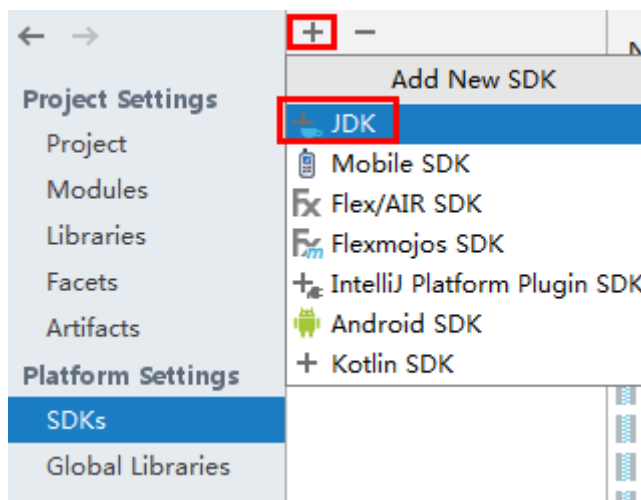 Project Settings
Project
Modules
Libraries
Facets
Artifacts
Platform Settings
SDKs
Global Libraries
Add New SDK
JDK
Mobile SDK
Flex/AIR SDK
Flexmojos SDK
IntelliJ Platform Plugin SDK
Android SDK
Kotlin SDK